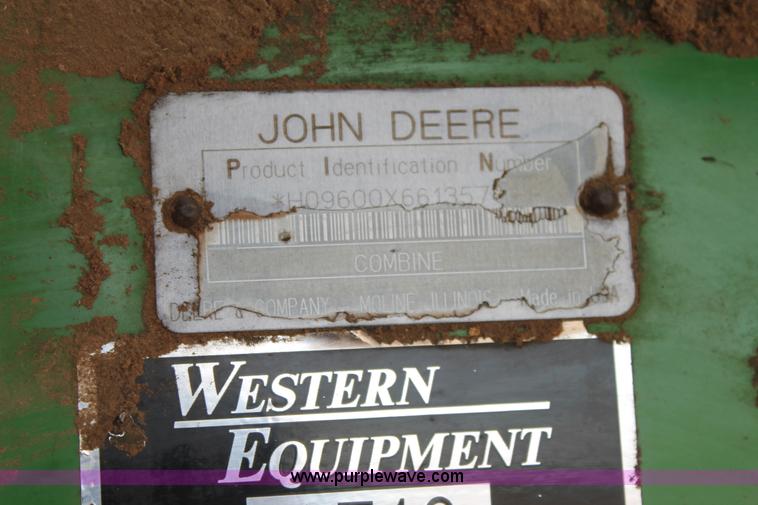 JOHN DEERE
Product Identification Number
*H09600X661357
COMBINE
DEERE & COMPANY - MOLINE ILLINOIS - Made in USA
WESTERN
EQUIPMENT
www.purplewave.com